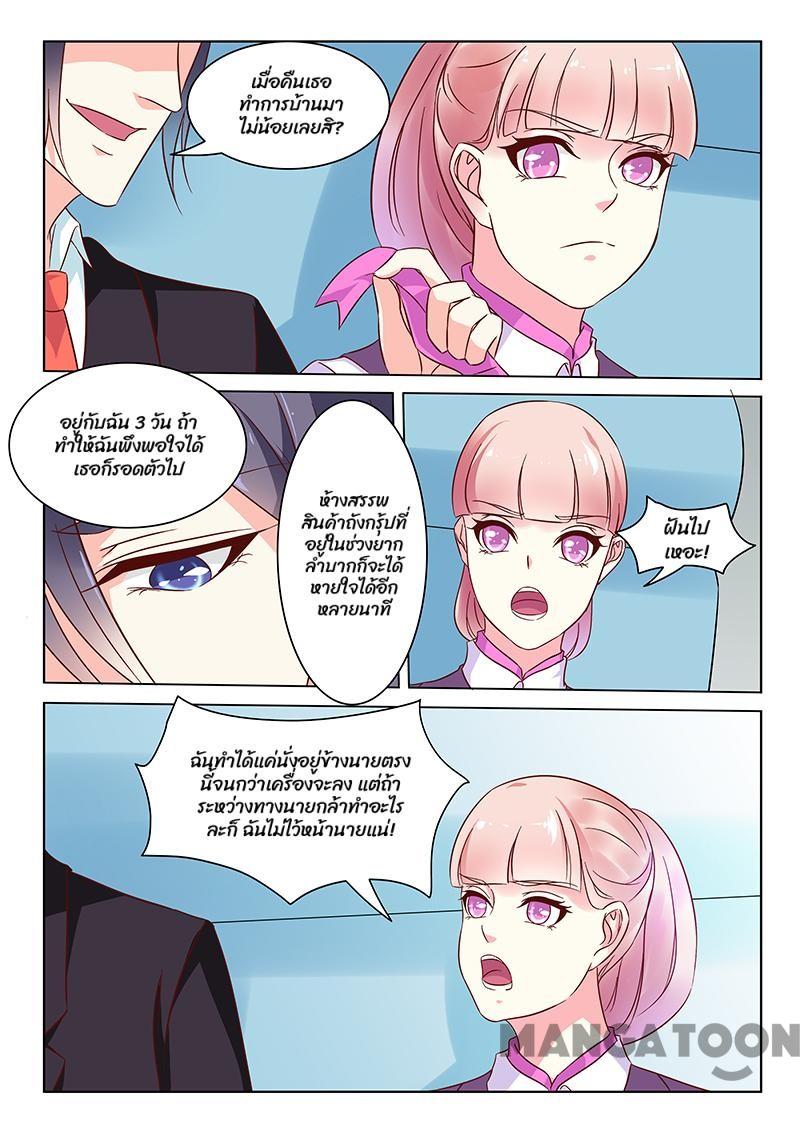 เมื่อคืนเธอ
ทำการบ้านมา
ไม่น้อยเลยสิ?
อยู่กับฉัน 3 วัน ถ้า
ทำให้ฉันพึงพอใจได้
เธอก็รอดตัวไป
ห้างสรรพ
สินค้าถังกรุ้ปที่
อยู่ในช่วงยาก
ลำบากก็จะได้
หายใจได้อีก
หลายนาที
ฝันไป
เหอะ!
ฉันทำได้แค่นั่งอยู่ข้างนายตรง
นี้จนกว่าเครื่องจะลง แต่ถ้า
ระหว่างทางนายกล้าทำอะไร
ละก็ ฉันไม่ไว้หน้านายแน่!
MANGATOON